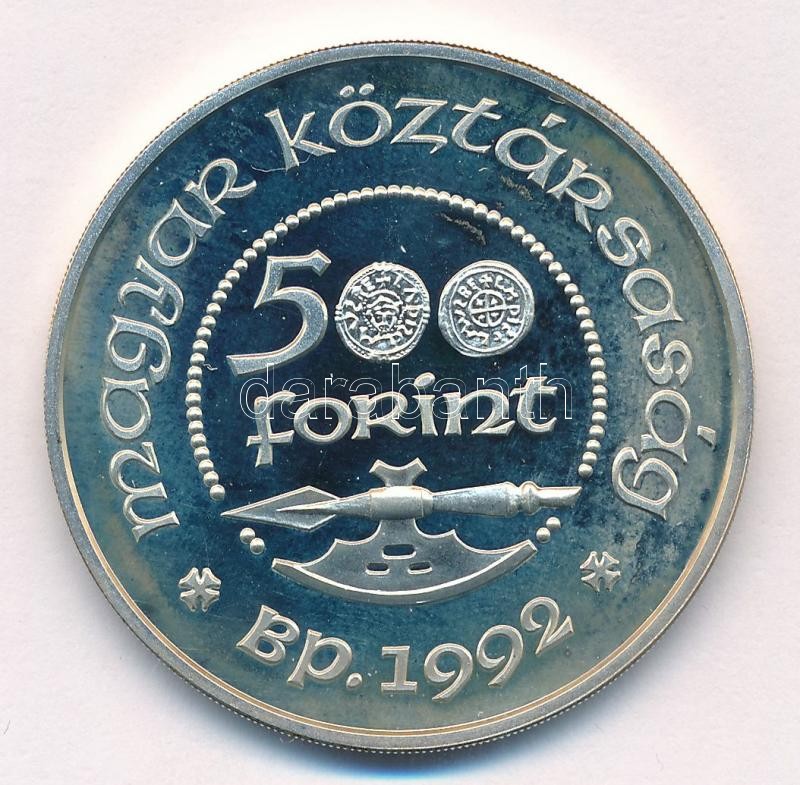 magyar köztársaság
500
forint
Bp. 1992
darabanth